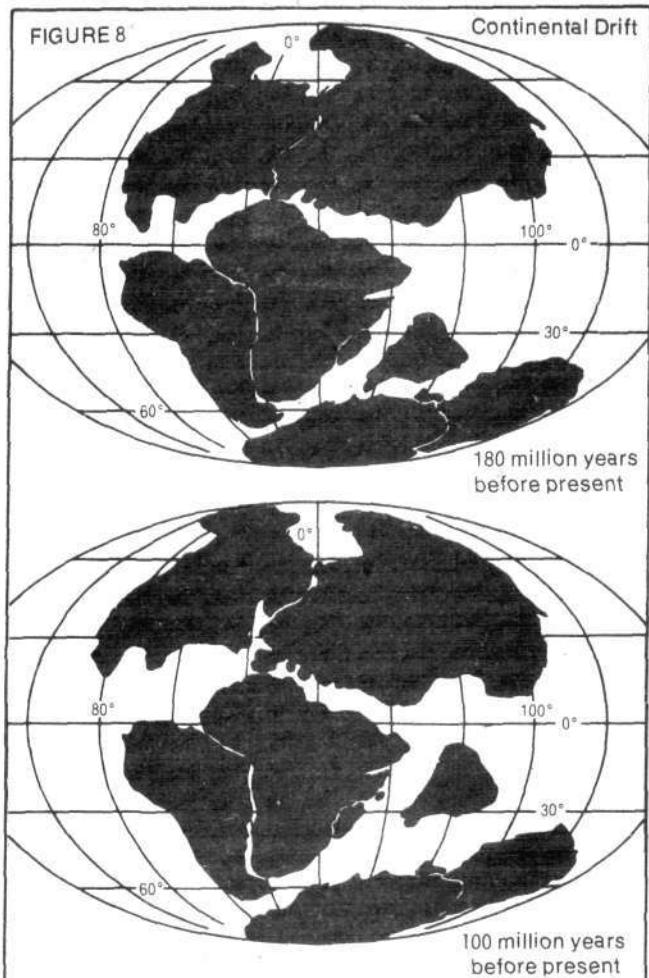 FIGURE 8
Continental Drift
0°
80°
100°
0°
30°
60°
180 million years
before present
0°
80°
100°
0°
30°
60°
100 million years
before present